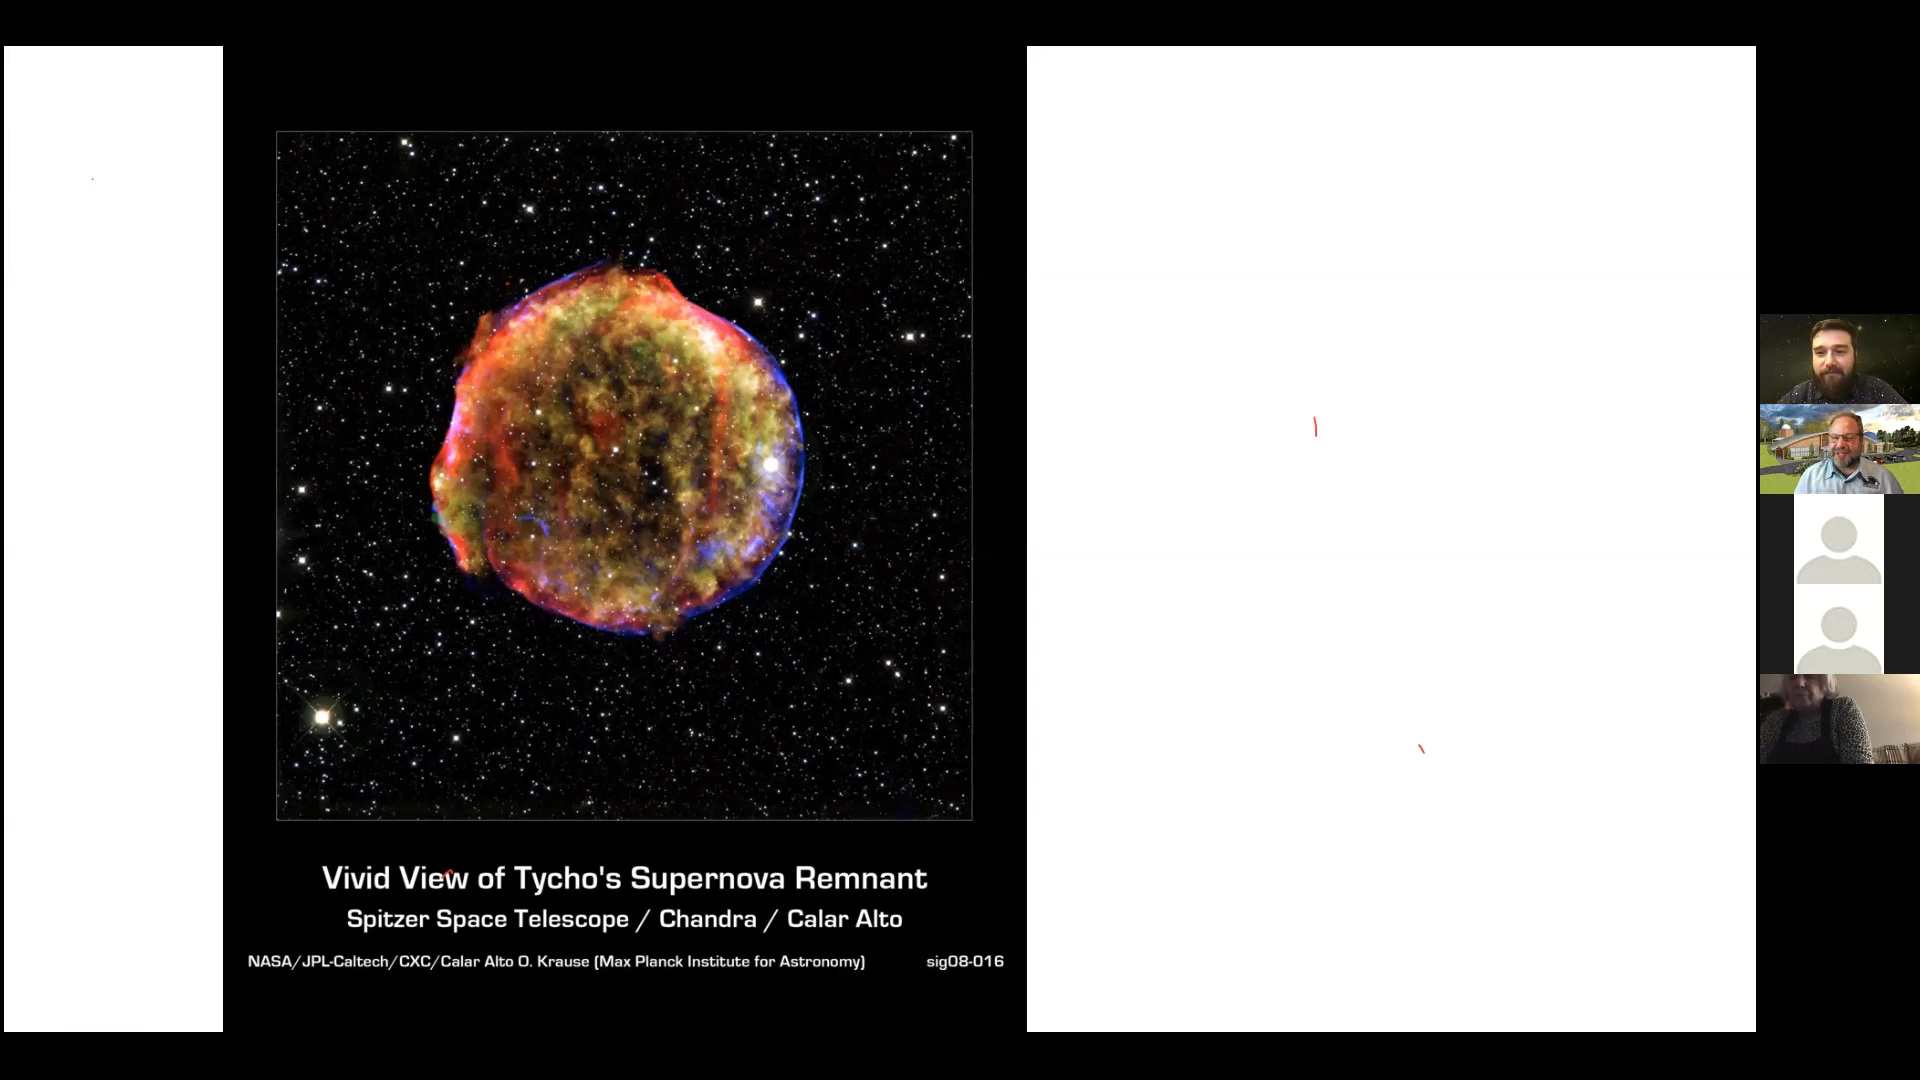 Vivid View of Tycho's Supernova Remnant
Spitzer Space Telescope / Chandra / Calar Alto
NASA/JPL-Caltech/CXC/Calar Alto O. Krause (Max Planck Institute for Astronomy) sig08-016